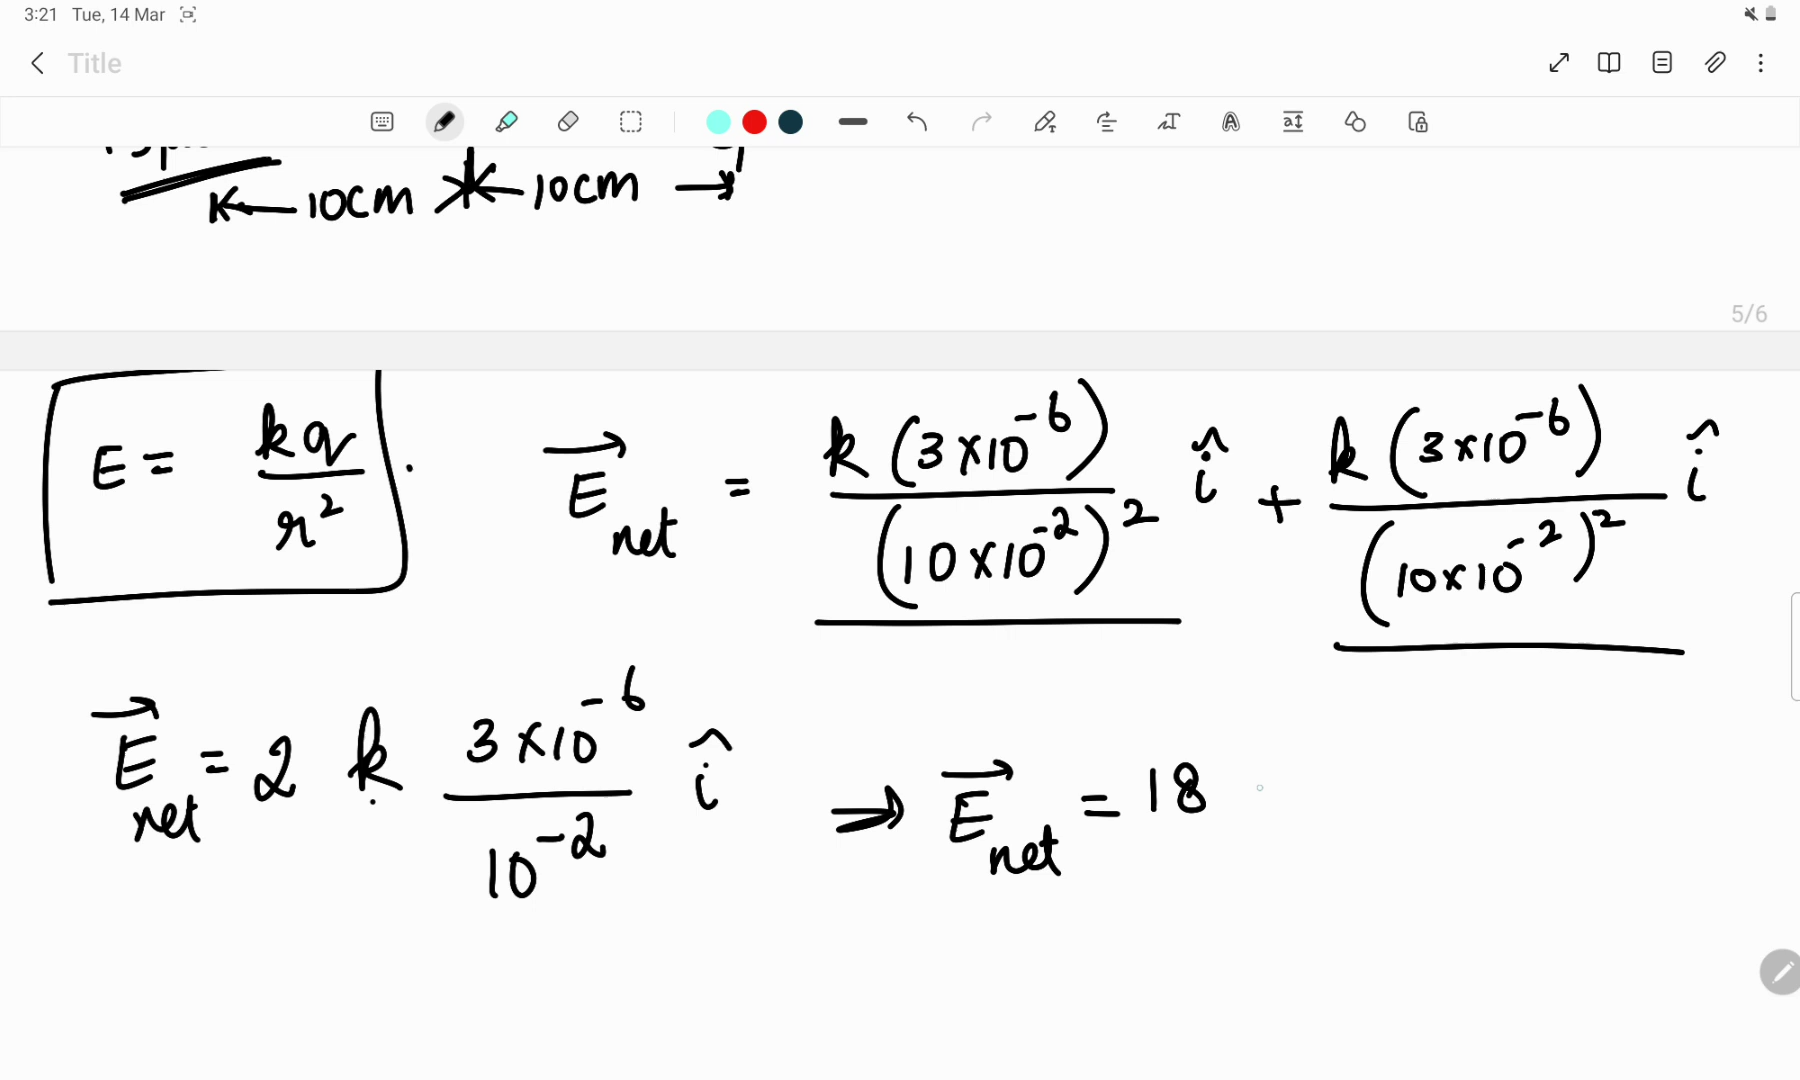 3:21 Tue, 14 Mar
Title
10cm 10cm
5/6
E = kq/r² . E⃗net = k(3×10⁻⁶)/(10×10⁻²)² î + k(3×10⁻⁶)/(10×10⁻²)² î
E⃗net = 2 k 3×10⁻⁶/10⁻² î ⇒ E⃗net = 18